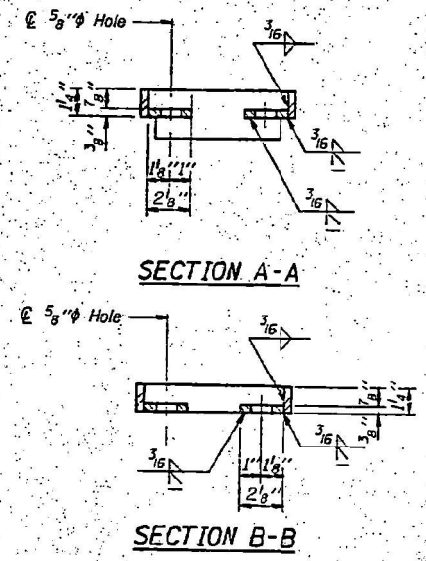 ℄ 5/8"ϕ Hole
3/16
1 1/4"
7/8"
3/8"
3/16
1 1/8" 1"
2 1/8"
3/16
SECTION A-A
℄ 5/8"ϕ Hole
3/16
7/8"
1 1/4"
3/8"
3/16
3/16
1" 1 1/8"
2 1/8"
SECTION B-B